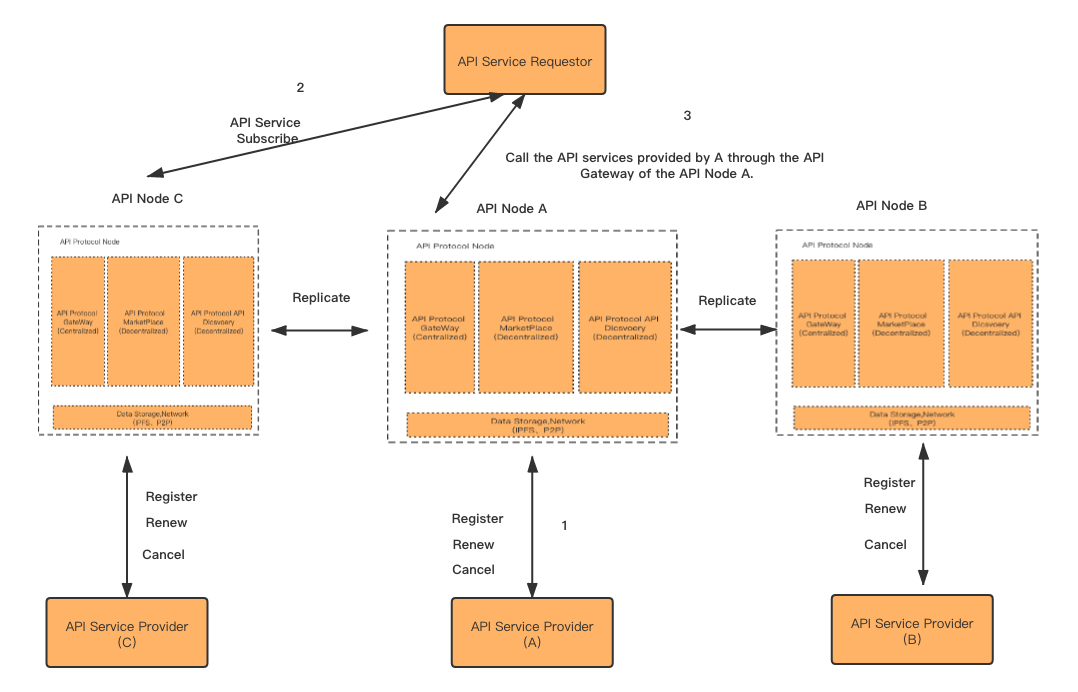 API Service Requestor
2
API Service
Subscribe
3
Call the API services provided by A through the API
Gateway of the API Node A.
API Node C
API Node A
API Node B
API Protocol Node
API Protocol
GateWay
(Centralized)
API Protocol
MarketPlace
(Decentralized)
API Protocol API
Dicsvoery
(Decentralized)
Data Storage,Network
(IPFS、P2P)
Replicate
API Protocol Node
API Protocol
GateWay
(Centralized)
API Protocol
MarketPlace
(Decentralized)
API Protocol API
Dicsvoery
(Decentralized)
Data Storage,Network
(IPFS、P2P)
Replicate
API Protocol Node
API Protocol
GateWay
(Centralized)
API Protocol
MarketPlace
(Decentralized)
API Protocol API
Dicsvoery
(Decentralized)
Data Storage,Network
(IPFS、P2P)
Register
Renew
Cancel
Register
Renew
Cancel
1
Register
Renew
Cancel
API Service Provider
(C)
API Service Provider
(A)
API Service Provider
(B)